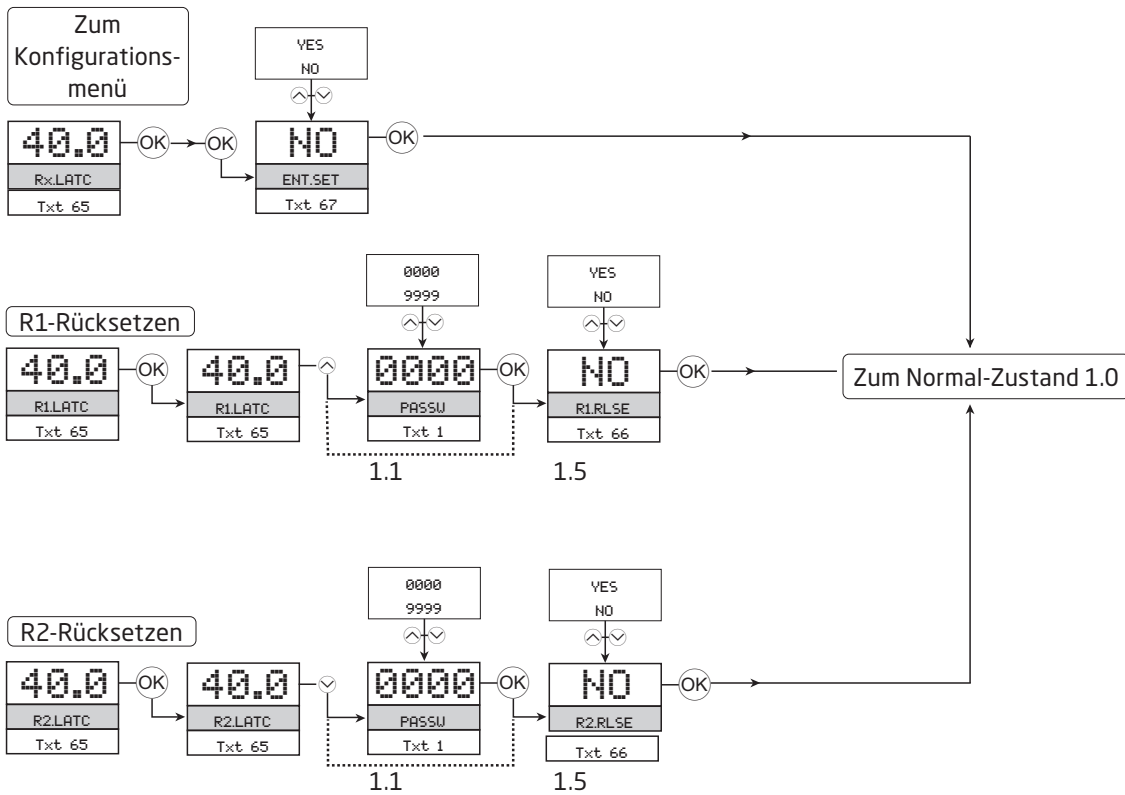 Zum
Konfigurations-
menü
YES
NO
40.0
OK
OK
NO
OK
Rx.LATC
ENT.SET
Txt 65
Txt 67
0000
9999
YES
NO
R1-Rücksetzen
40.0
OK
40.0
0000
OK
NO
OK
Zum Normal-Zustand 1.0
R1.LATC
R1.LATC
PASSW
R1.RLSE
Txt 65
Txt 65
Txt 1
Txt 66
1.1
1.5
0000
9999
YES
NO
R2-Rücksetzen
40.0
OK
40.0
0000
OK
NO
OK
R2.LATC
R2.LATC
PASSW
R2.RLSE
Txt 65
Txt 65
Txt 1
Txt 66
1.1
1.5